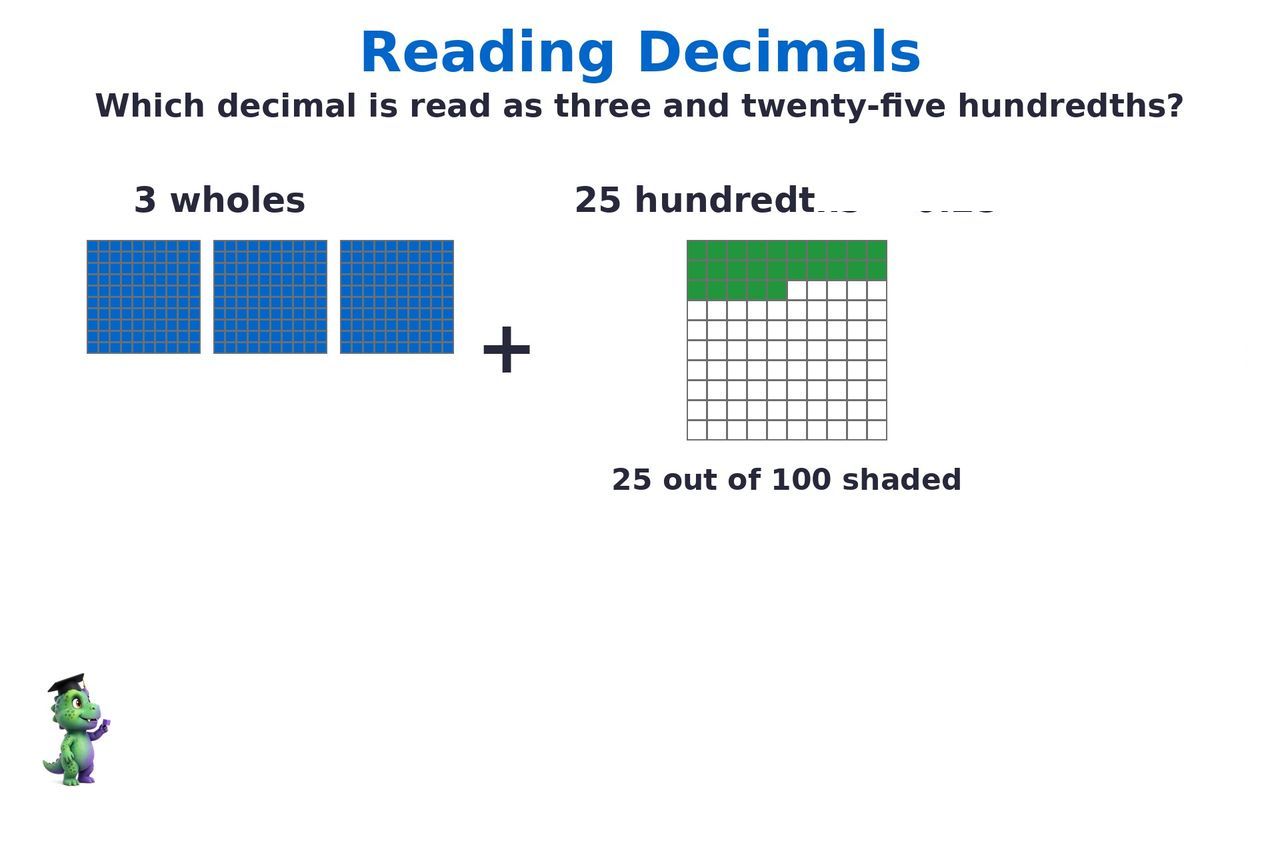 Reading Decimals
Which decimal is read as three and twenty-five hundredths?
3 wholes
25
+
25 out of 100 shaded